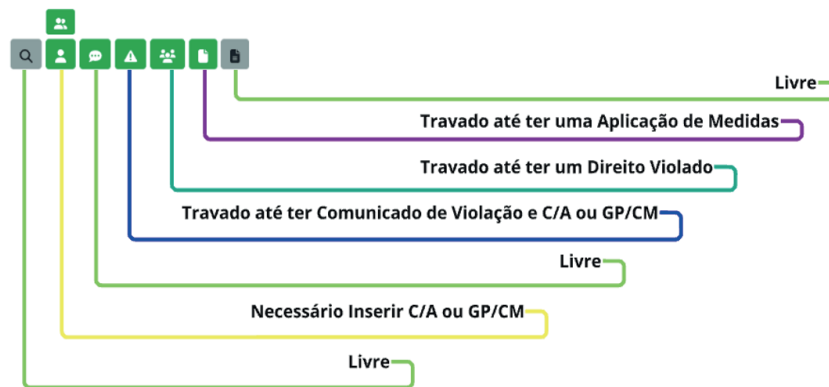 Livre
Travado até ter uma Aplicação de Medidas
Travado até ter um Direito Violado
Travado até ter Comunicado de Violação e C/A ou GP/CM
Livre
Necessário Inserir C/A ou GP/CM
Livre